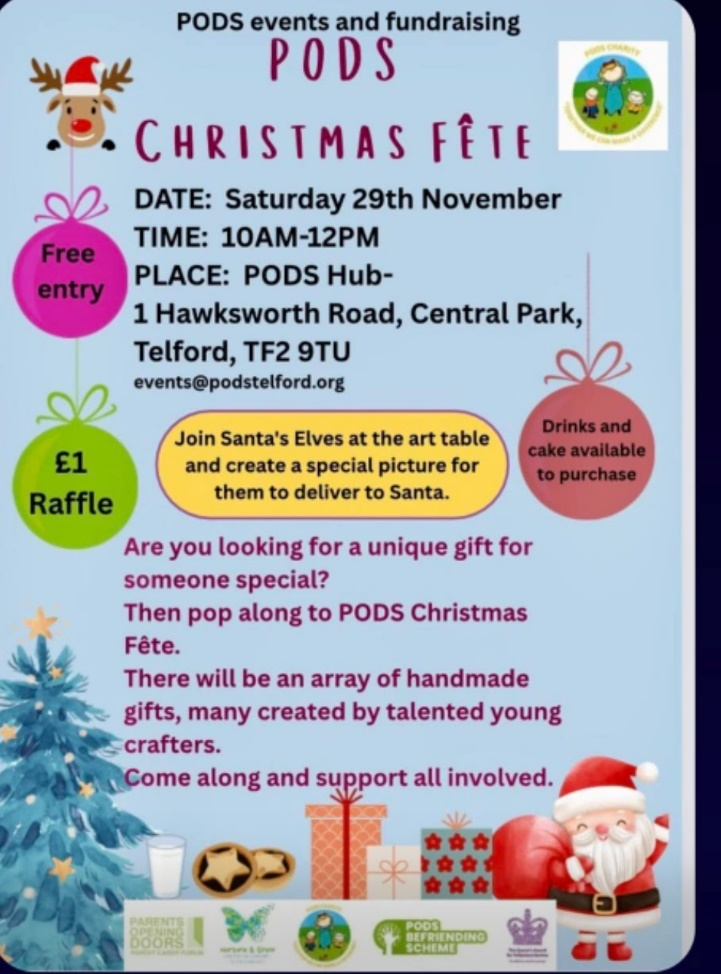 PODS events and fundraising
PODS
CHRISTMAS FÊTE
PODS CHARITY
DATE: Saturday 29th November
TIME: 10AM-12PM
PLACE: PODS Hub-
1 Hawksworth Road, Central Park,
Telford, TF2 9TU
events@podstelford.org
Free
entry
£1
Raffle
Join Santa's Elves at the art table
and create a special picture for
them to deliver to Santa.
Drinks and
cake available
to purchase
Are you looking for a unique gift for
someone special?
Then pop along to PODS Christmas
Fête.
There will be an array of handmade
gifts, many created by talented young
crafters.
Come along and support all involved.
PARENTS
OPENING
DOORS
PARENT CARER FORUM
PODS
BEFRIENDING
SCHEME